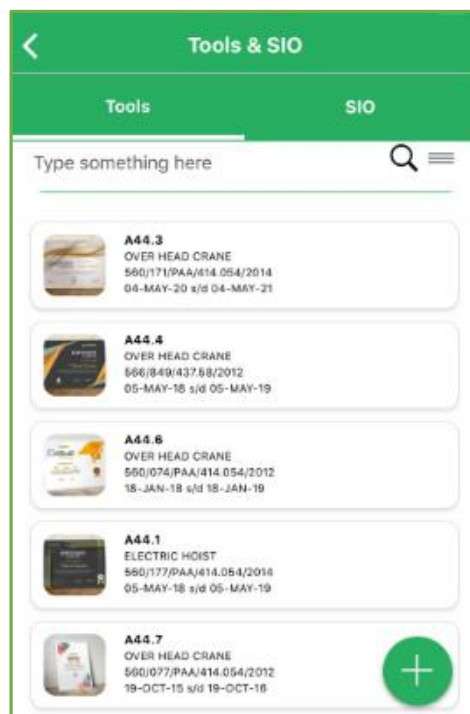 Tools & SIO
Tools
SIO
Type something here
A44.3
OVER HEAD CRANE
560/171/PAA/414.054/2014
04-MAY-20 s/d 04-MAY-21
A44.4
OVER HEAD CRANE
566/849/437.58/2012
05-MAY-18 s/d 05-MAY-19
A44.6
OVER HEAD CRANE
560/074/PAA/414.054/2012
18-JAN-18 s/d 18-JAN-19
A44.1
ELECTRIC HOIST
560/177/PAA/414.054/2014
05-MAY-18 s/d 05-MAY-19
A44.7
OVER HEAD CRANE
560/077/PAA/414.054/2012
19-OCT-15 s/d 19-OCT-16